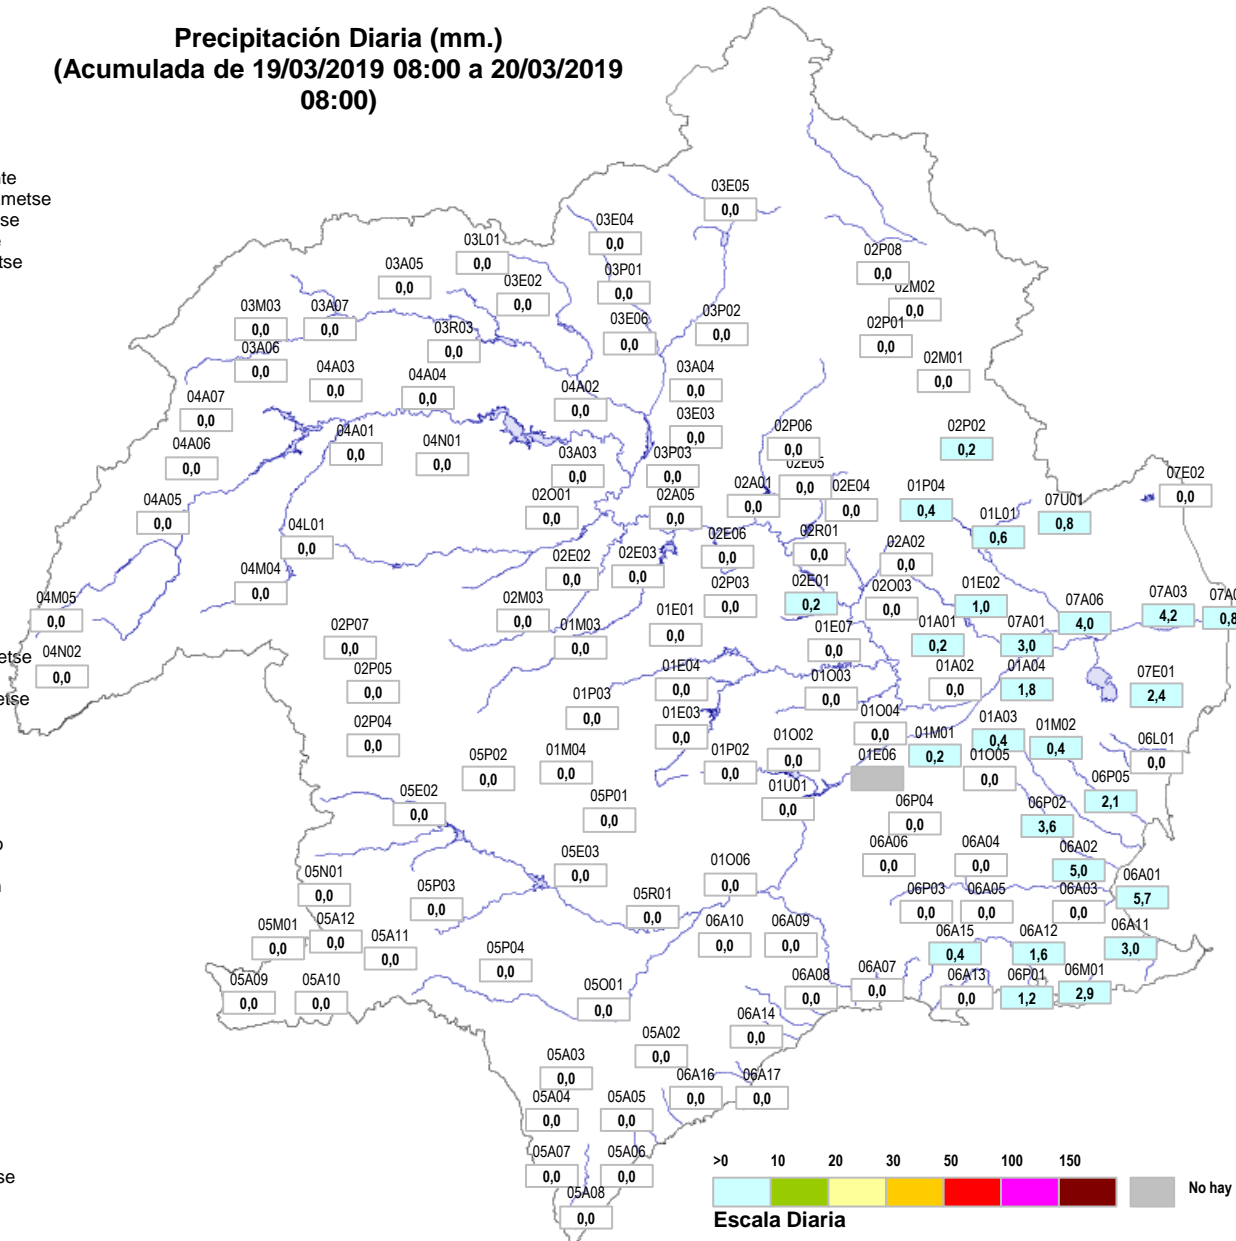 Precipitación Diaria (mm.)
(Acumulada de 19/03/2019 08:00 a 20/03/2019
08:00)
03E05
0,0
03E04
0,0
03L01
0,0
03A05
0,0
03P01
0,0
03E02
0,0
02P08
0,0
02M02
0,0
03M03
0,0
03A07
0,0
03R03
0,0
03E06
0,0
03P02
0,0
02P01
0,0
03A06
0,0
04A03
0,0
04A04
0,0
04A02
0,0
03A04
0,0
02M01
0,0
04A07
0,0
03E03
0,0
04A06
0,0
04A01
0,0
04N01
0,0
03A03
0,0
03P03
0,0
02P06
0,0
02P02
0,2
02E05
0,0
07E02
0,0
04A05
0,0
02O01
0,0
02A05
0,0
02A01
0,0
02E04
0,0
01P04
0,4
01L01
0,6
07U01
0,8
04L01
0,0
02E06
0,0
02R01
0,0
02A02
0,0
04M04
0,0
02E02
0,0
02E03
0,0
02P03
0,0
02E01
0,2
02O03
0,0
01E02
1,0
04M05
0,0
02M03
0,0
01E01
0,0
07A06
4,0
07A03
4,2
0,8
02P07
0,0
01M03
0,0
01E07
0,0
01A01
0,2
07A01
3,0
04N02
0,0
02P05
0,0
01E04
0,0
01O03
0,0
01A02
0,0
01A04
1,8
07E01
2,4
01P03
0,0
02P04
0,0
01E03
0,0
01O04
0,0
01M01
0,2
01A03
0,4
01M02
0,4
06L01
0,0
05P02
0,0
01M04
0,0
01P02
0,0
01O02
0,0
01E06
01O05
0,0
05E02
0,0
05P01
0,0
01U01
0,0
06P04
0,0
06P02
3,6
06P05
2,1
05E03
0,0
01O06
0,0
06A06
0,0
06A04
0,0
06A02
5,0
06A01
5,7
05N01
0,0
05P03
0,0
05R01
0,0
06P03
0,0
06A05
0,0
06A03
0,0
05M01
0,0
05A12
0,0
05A11
0,0
06A10
0,0
06A09
0,0
06A15
0,4
06A12
1,6
06A11
3,0
05P04
0,0
05A09
0,0
05A10
0,0
05O01
0,0
06A08
0,0
06A07
0,0
06A13
0,0
06P01
1,2
06M01
2,9
05A02
0,0
06A14
0,0
05A03
0,0
06A16
0,0
06A17
0,0
05A04
0,0
05A05
0,0
05A07
0,0
05A06
0,0
05A08
0,0
>0 10 20 30 50 100 150
No hay
Escala Diaria